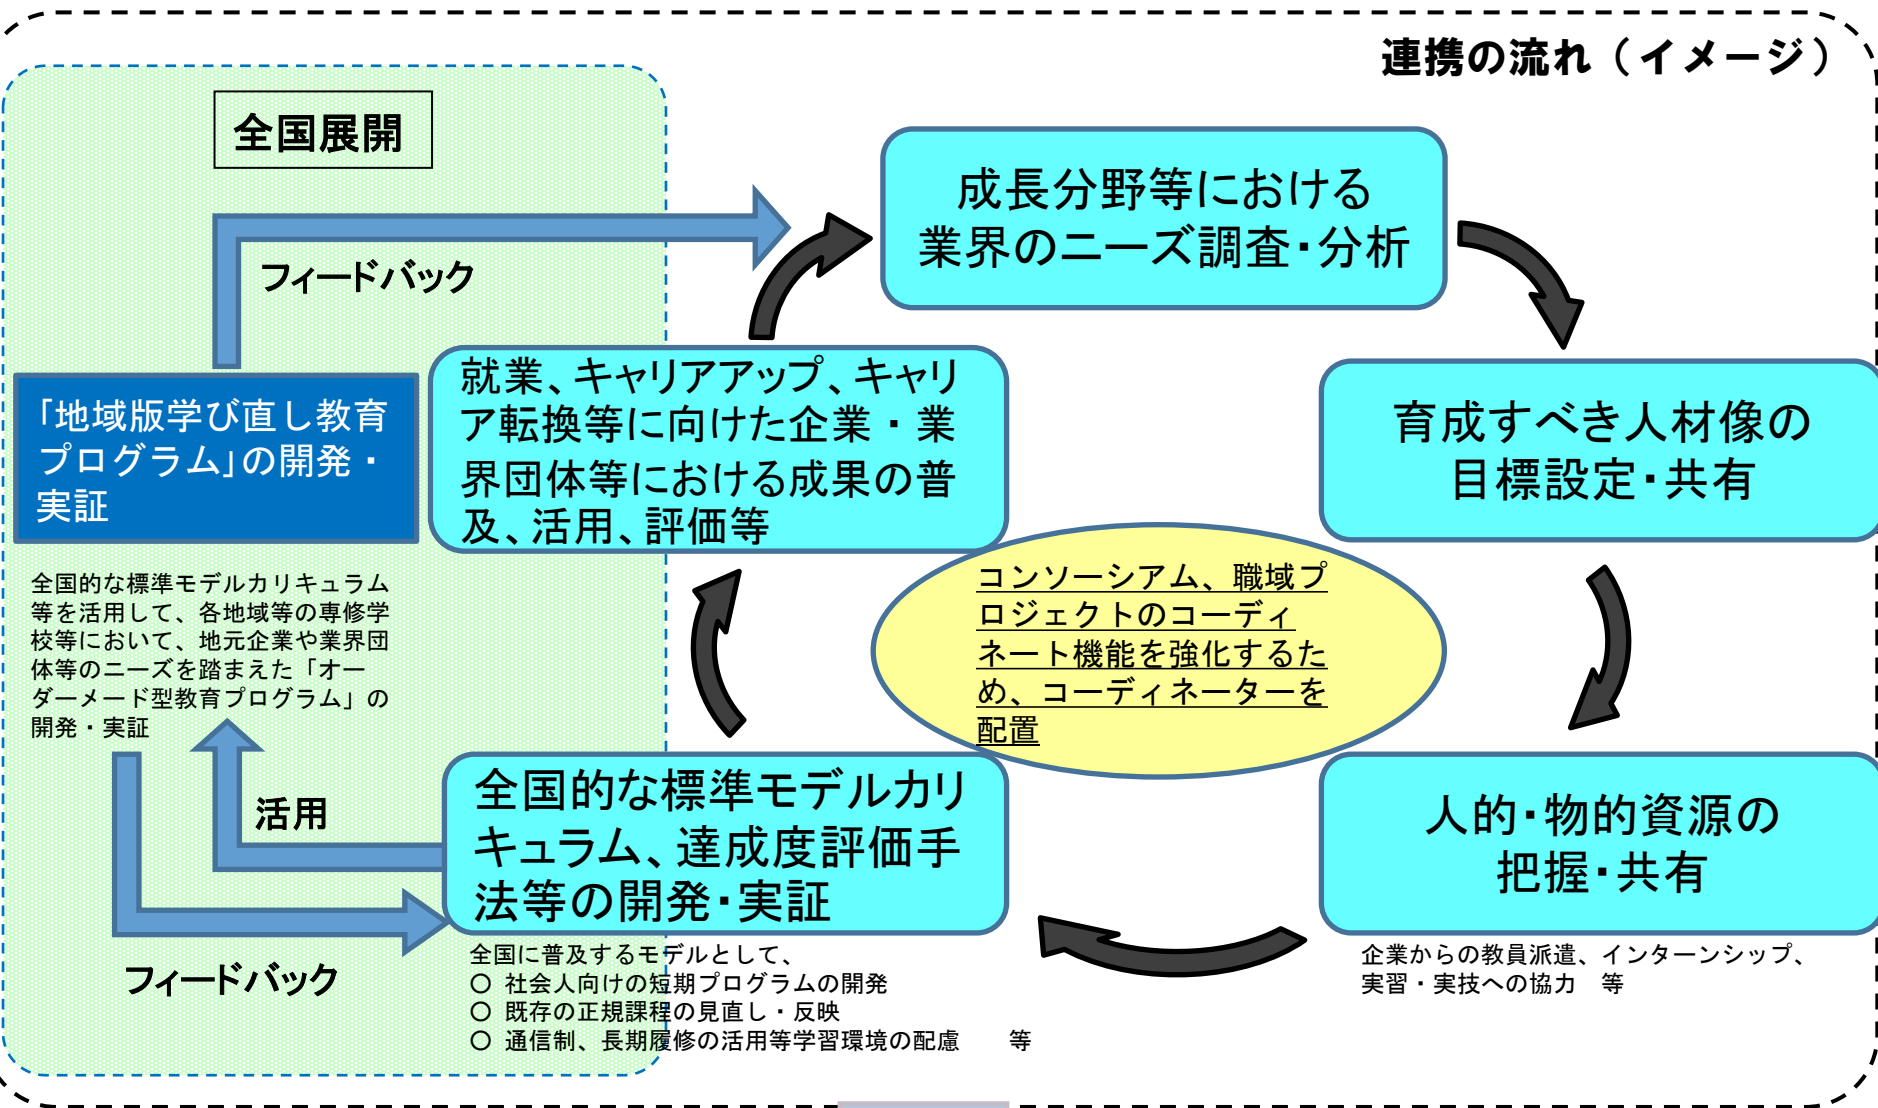 連携の流れ（イメージ）
全国展開
成長分野等における
業界のニーズ調査・分析
フィードバック
「地域版学び直し教育
プログラム」の開発・
実証
就業、キャリアアップ、キャリ
ア転換等に向けた企業・業
界団体等における成果の普
及、活用、評価等
育成すべき人材像の
目標設定・共有
コンソーシアム、職域プ
ロジェクトのコーディ
ネート機能を強化するた
め、コーディネーターを
配置
全国的な標準モデルカリキュラム
等を活用して、各地域等の専修学
校等において、地元企業や業界団
体等のニーズを踏まえた「オー
ダーメード型教育プログラム」の
開発・実証
活用
全国的な標準モデルカリ
キュラム、達成度評価手
法等の開発・実証
人的・物的資源の
把握・共有
フィードバック
全国に普及するモデルとして、
〇 社会人向けの短期プログラムの開発
〇 既存の正規課程の見直し・反映
〇 通信制、長期履修の活用等学習環境の配慮　　等
企業からの教員派遣、インターンシップ、
実習・実技への協力　等